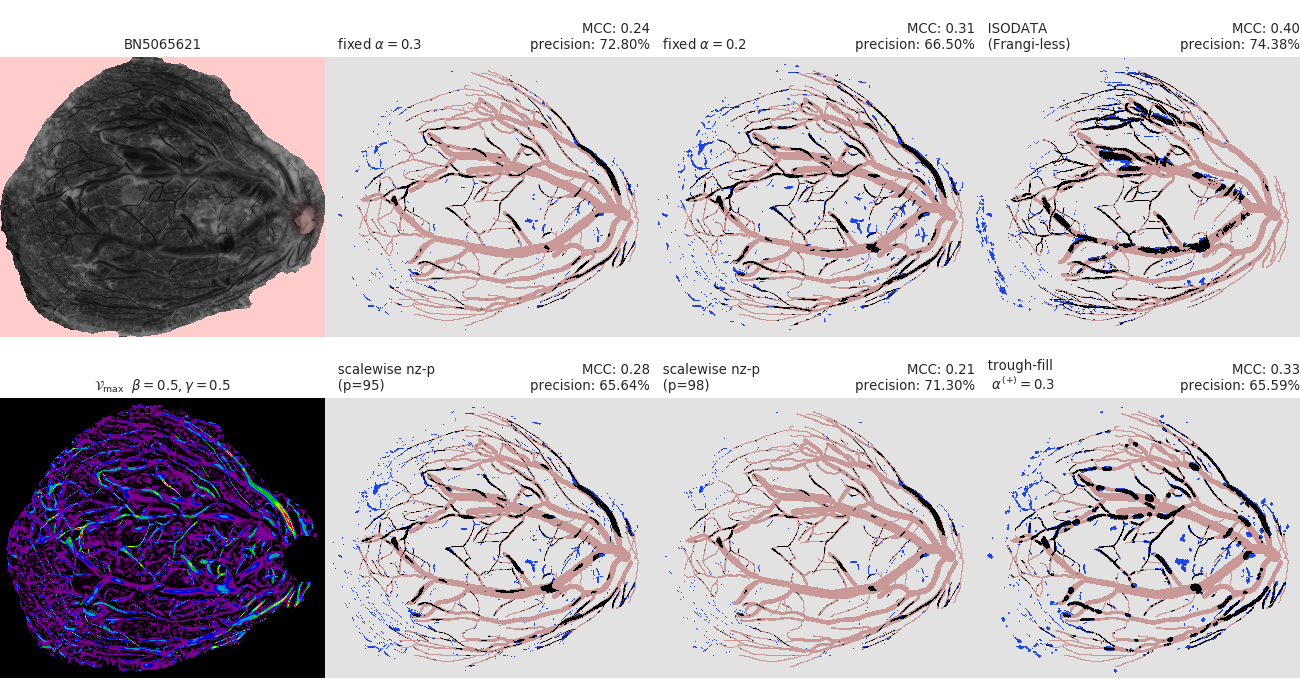 BN5065621
fixed α = 0.3
MCC: 0.24
precision: 72.80%
fixed α = 0.2
MCC: 0.31
precision: 66.50%
ISODATA
(Frangi-less)
MCC: 0.40
precision: 74.38%
𝒱max β = 0.5, γ = 0.5
scalewise nz-p
(p=95)
MCC: 0.28
precision: 65.64%
scalewise nz-p
(p=98)
MCC: 0.21
precision: 71.30%
trough-fill
α(+) = 0.3
MCC: 0.33
precision: 65.59%